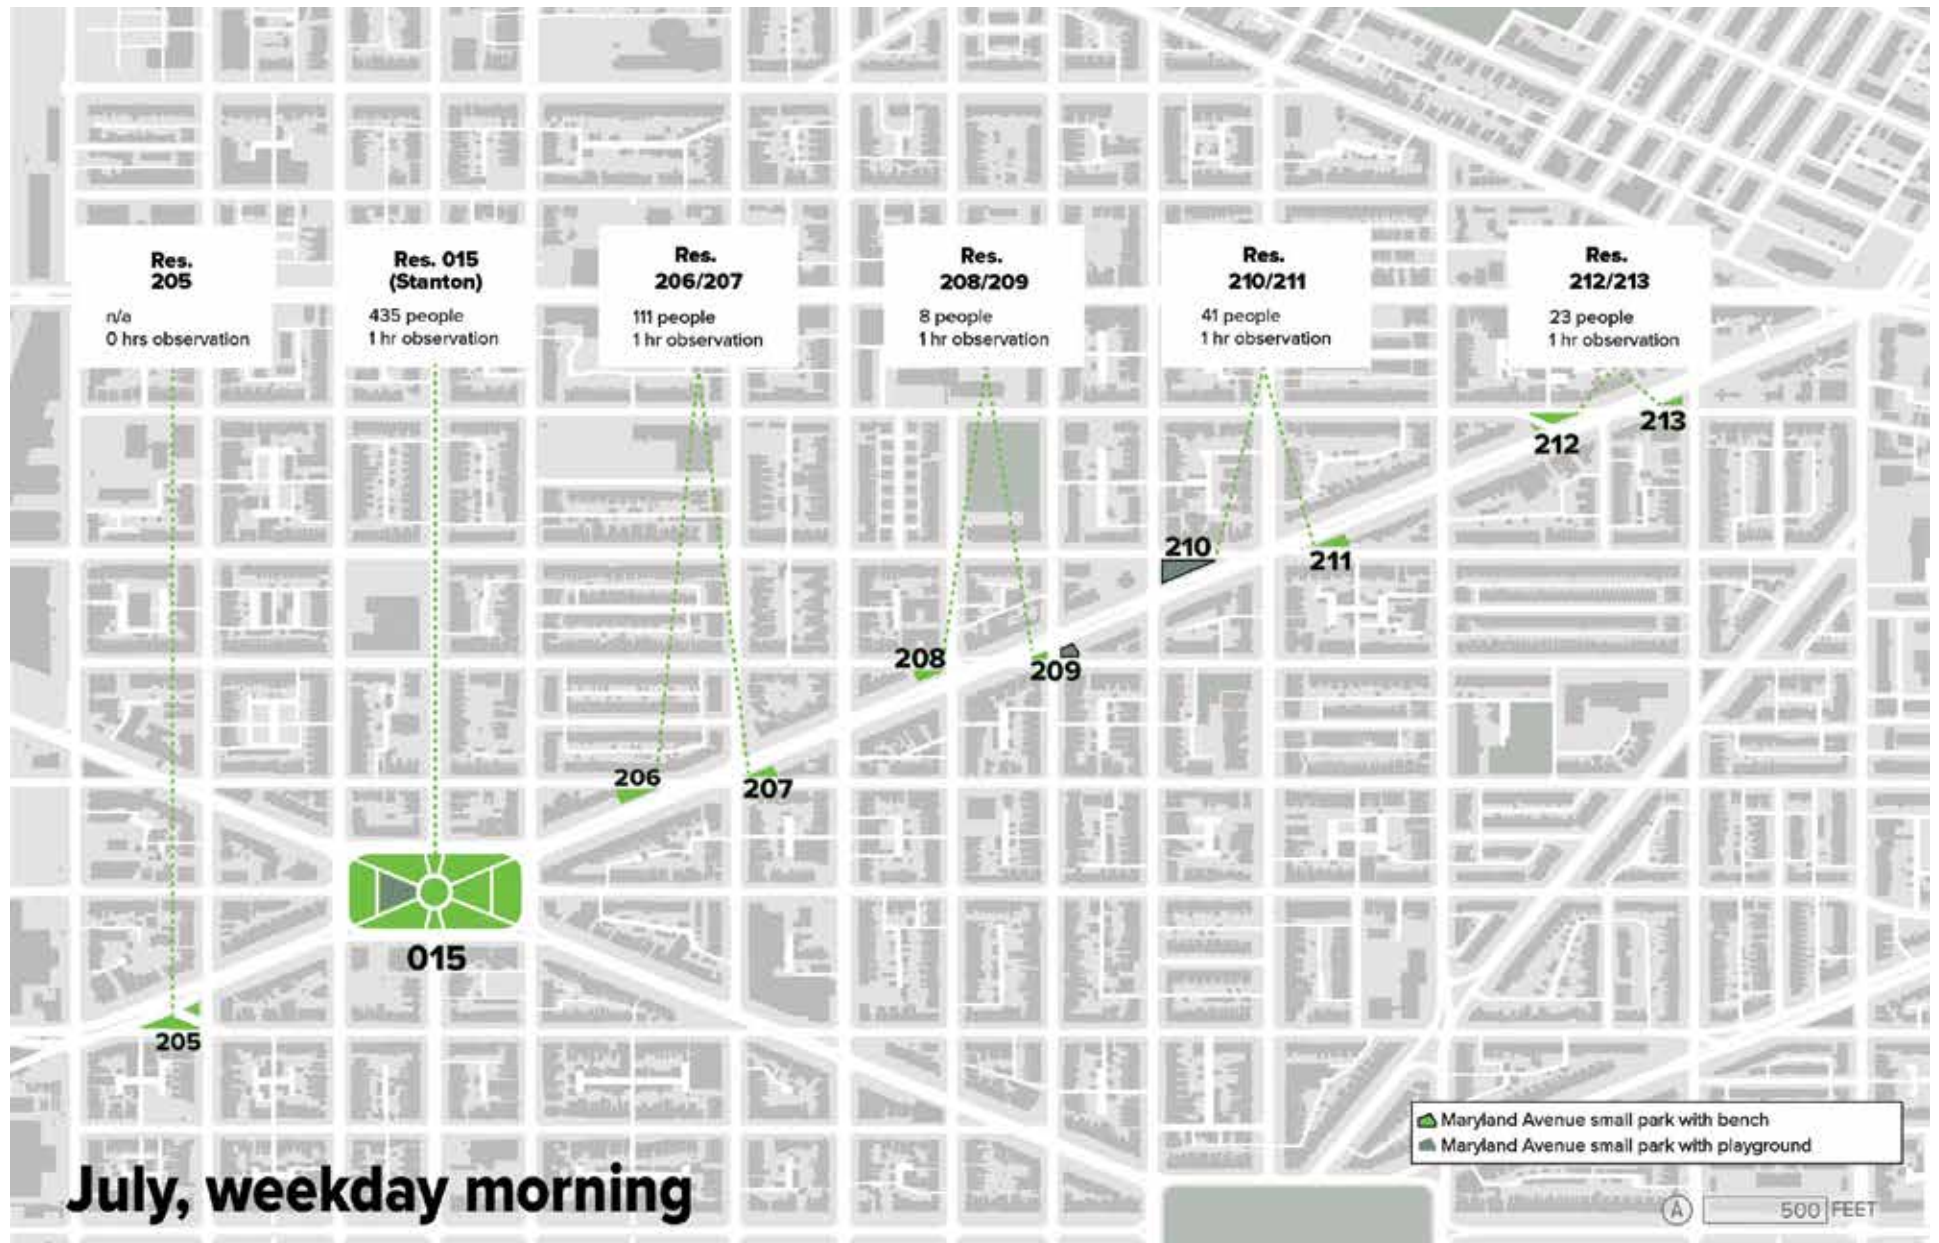 Res.
205
n/a
0 hrs observation
Res. 015
(Stanton)
435 people
1 hr observation
Res.
206/207
111 people
1 hr observation
Res.
208/209
8 people
1 hr observation
Res.
210/211
41 people
1 hr observation
Res.
212/213
23 people
1 hr observation
213
212
210
211
208
209
206
207
015
205
Maryland Avenue small park with bench
Maryland Avenue small park with playground
July, weekday morning
A
500 FEET